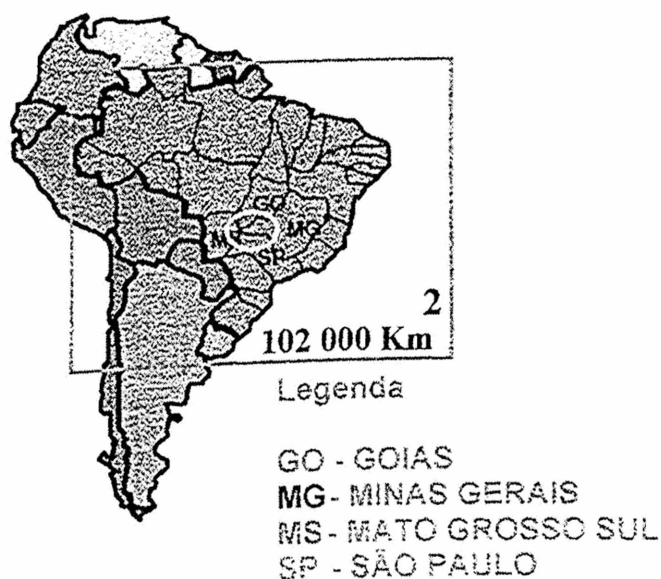 GO
MG
SP
2
102 000 Km
Legenda
GO - GOIAS
MG - MINAS GERAIS
MS - MATO GROSSO SUL
SP - SÃO PAULO